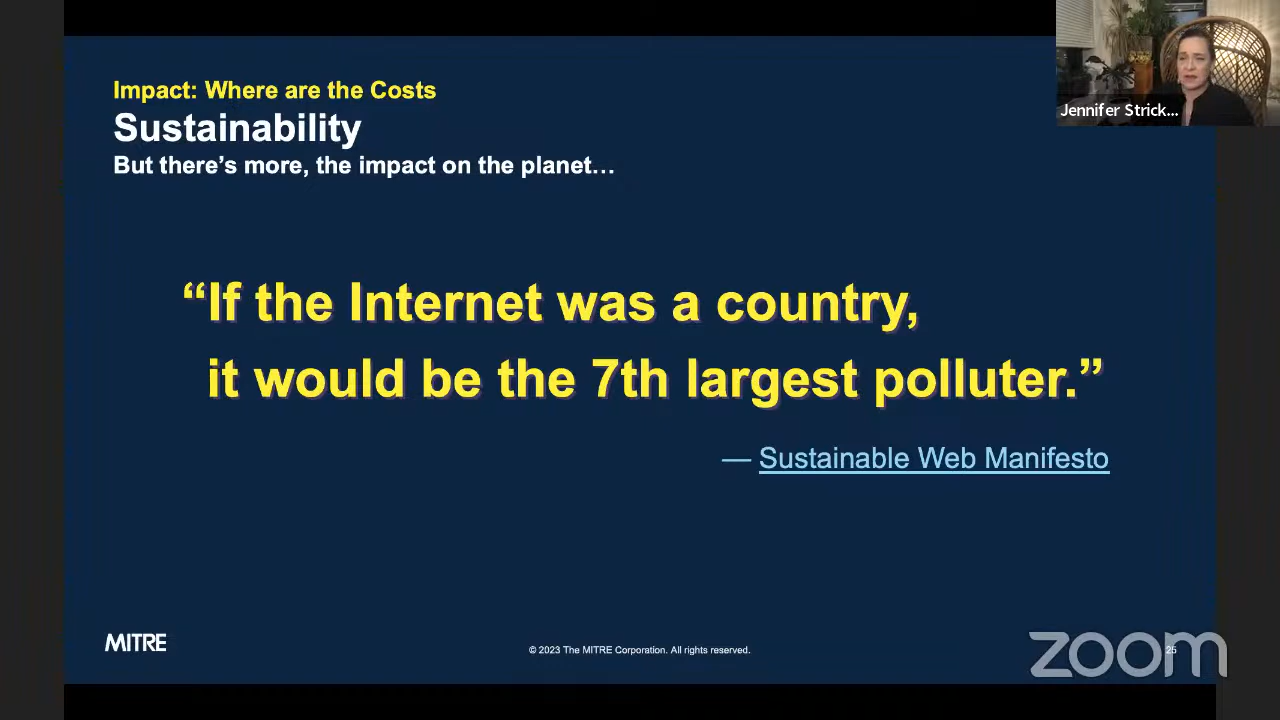 Jennifer Strick...
Impact: Where are the Costs
Sustainability
But there’s more, the impact on the planet…
“If the Internet was a country,
it would be the 7th largest polluter.”
— Sustainable Web Manifesto
MITRE
© 2023 The MITRE Corporation. All rights reserved.
25
zoom